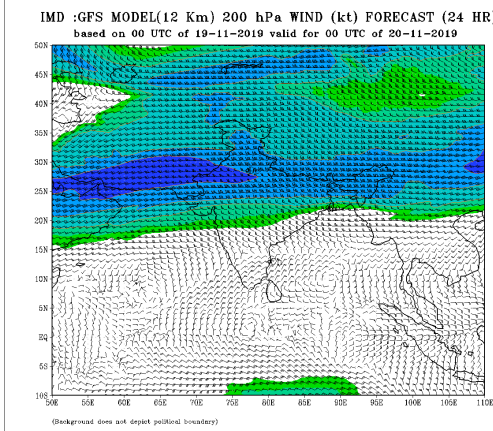 IMD :GFS MODEL(12 Km) 200 hPa WIND (kt) FORECAST (24 HR
based on 00 UTC of 19-11-2019 valid for 00 UTC of 20-11-2019
50N
45N
40N
35N
30N
25N
20N
15N
10N
5N
EQ
5S
10S
50E 55E 60E 65E 70E 75E 80E 85E 90E 95E 100E 105E 110E
(Background does not depict political boundary)